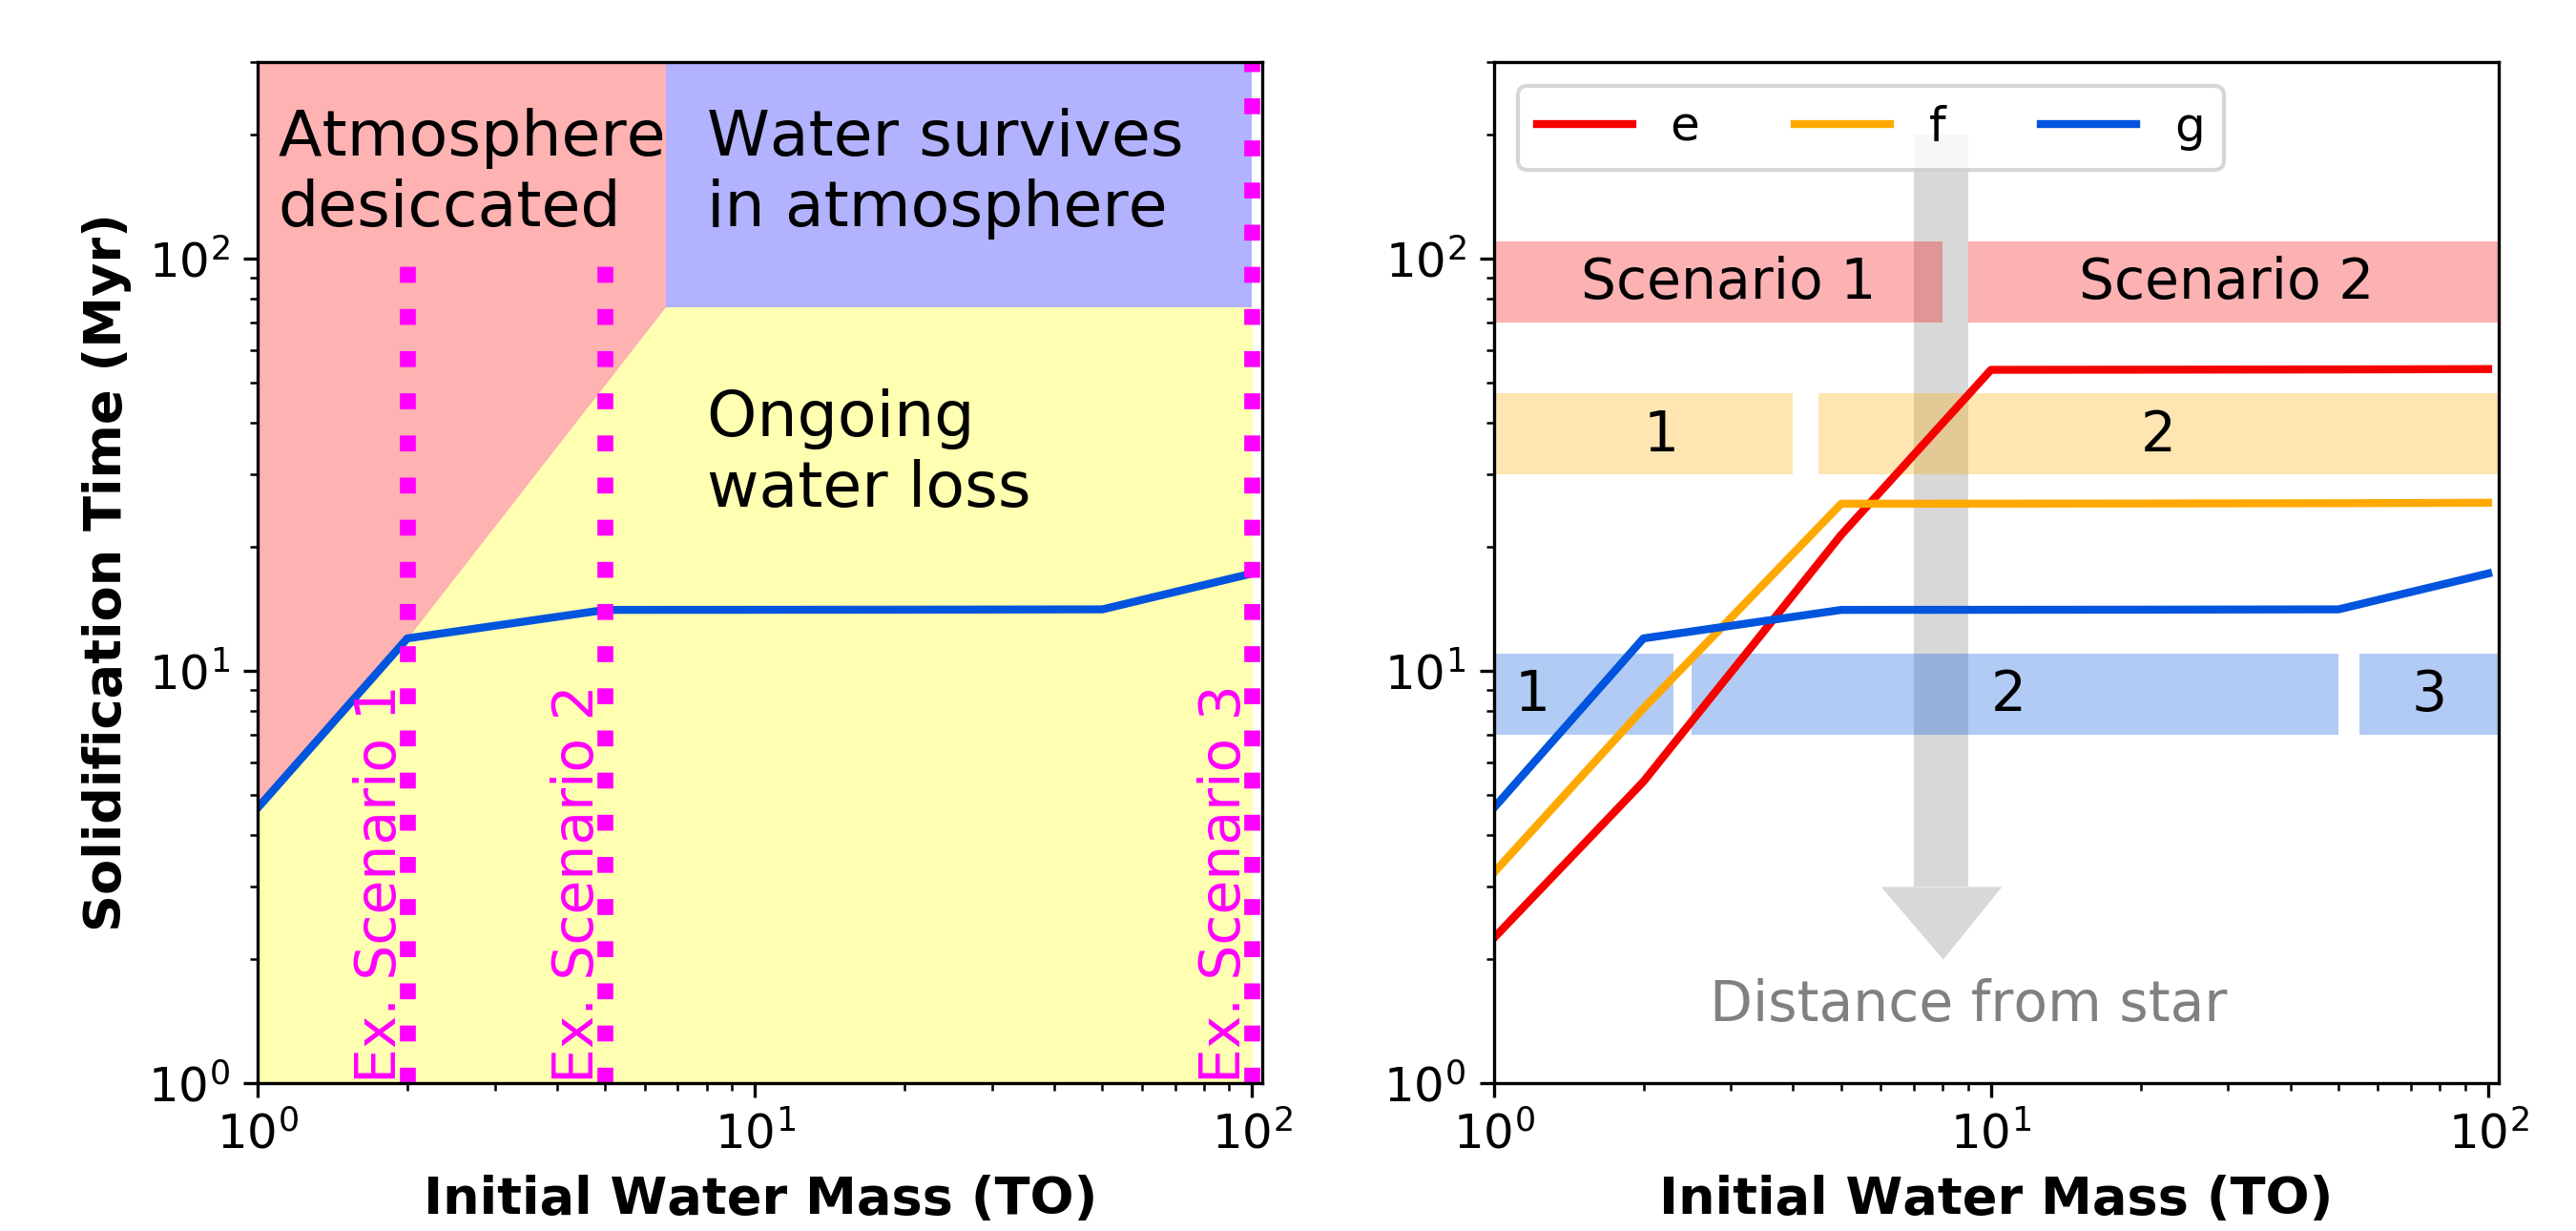 Atmosphere
desiccated
Water survives
in atmosphere
Ongoing
water loss
Ex. Scenario 1
Ex. Scenario 2
Ex. Scenario 3
Solidification Time (Myr)
10²
10¹
10⁰
10⁰ 10¹ 10²
Initial Water Mass (TO)
e f g
Scenario 1 Scenario 2
1 2
1 2 3
Distance from star
10²
10¹
10⁰
10⁰ 10¹ 10²
Initial Water Mass (TO)